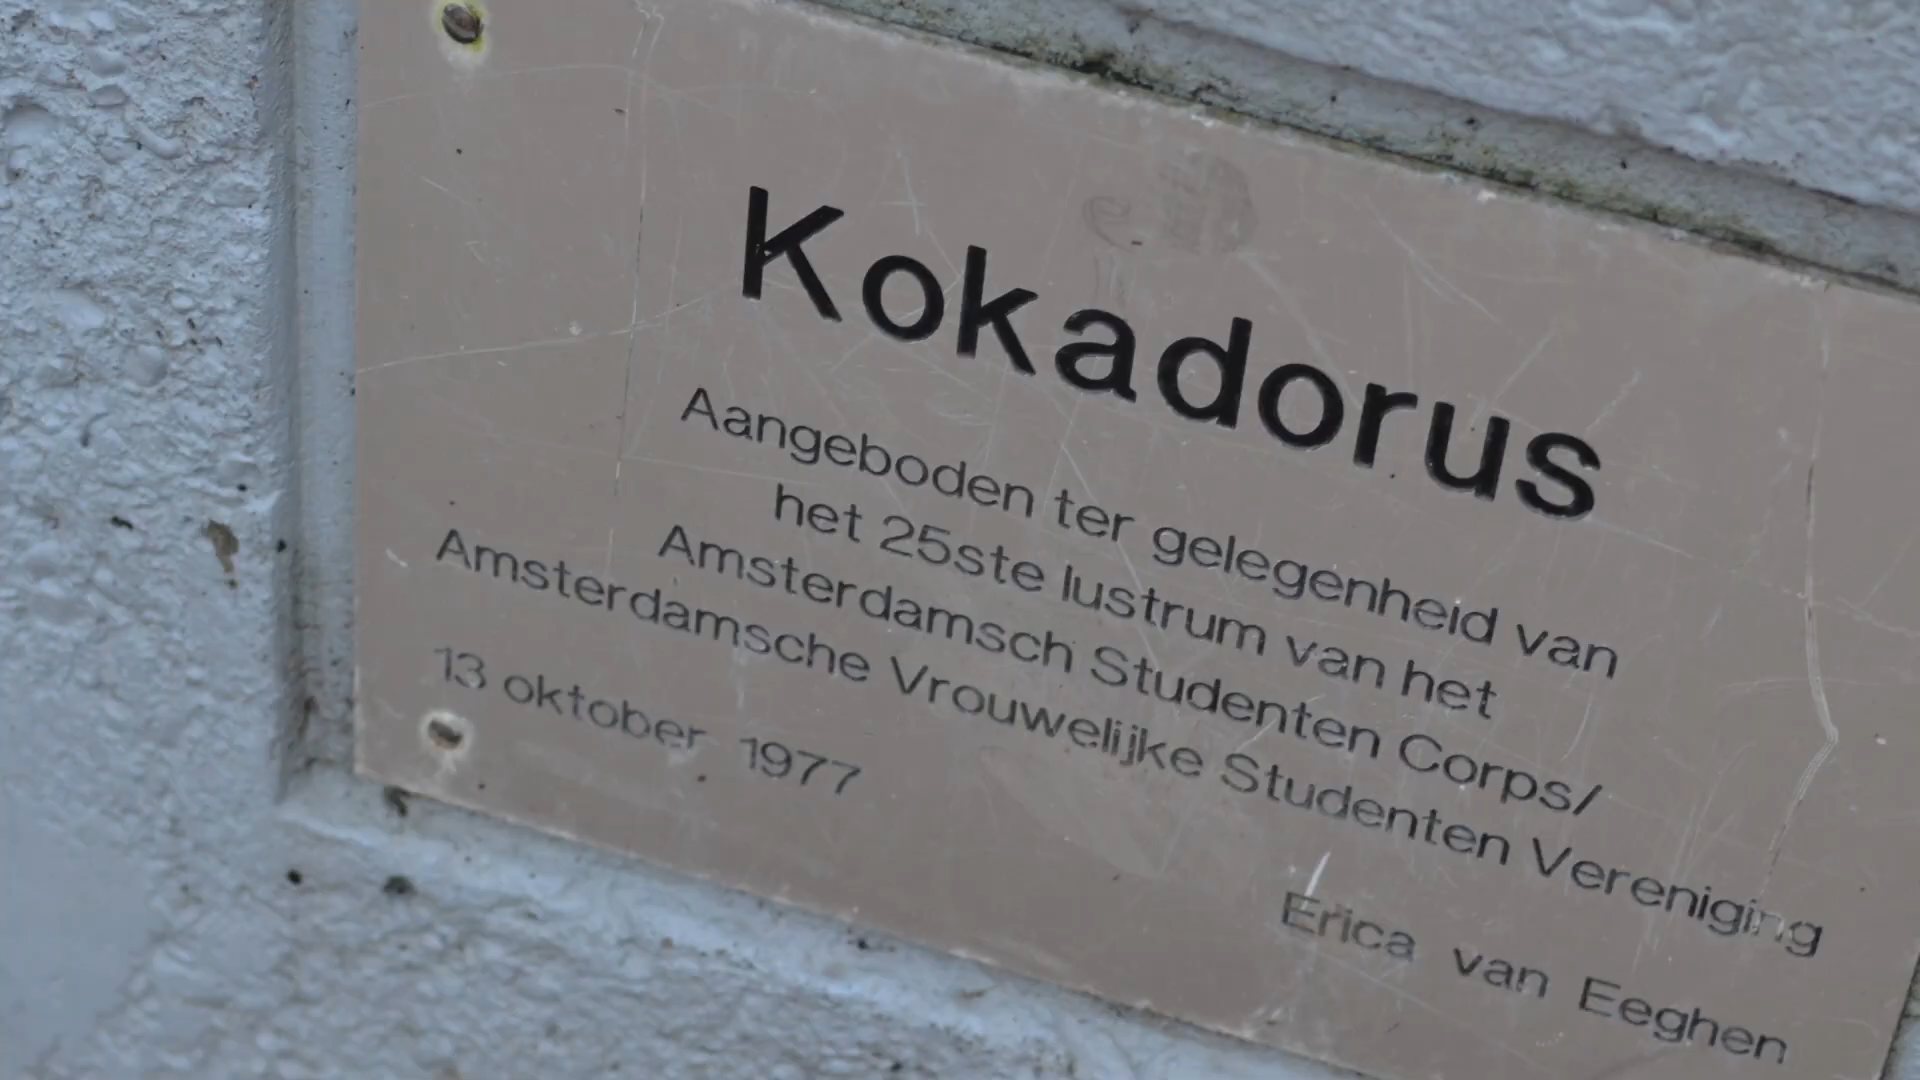 Kokadorus
Aangeboden ter gelegenheid van
het 25ste lustrum van het
Amsterdamsch Studenten Corps/
Amsterdamsche Vrouwelijke Studenten Vereniging
13 oktober 1977
Erica van Eeghen